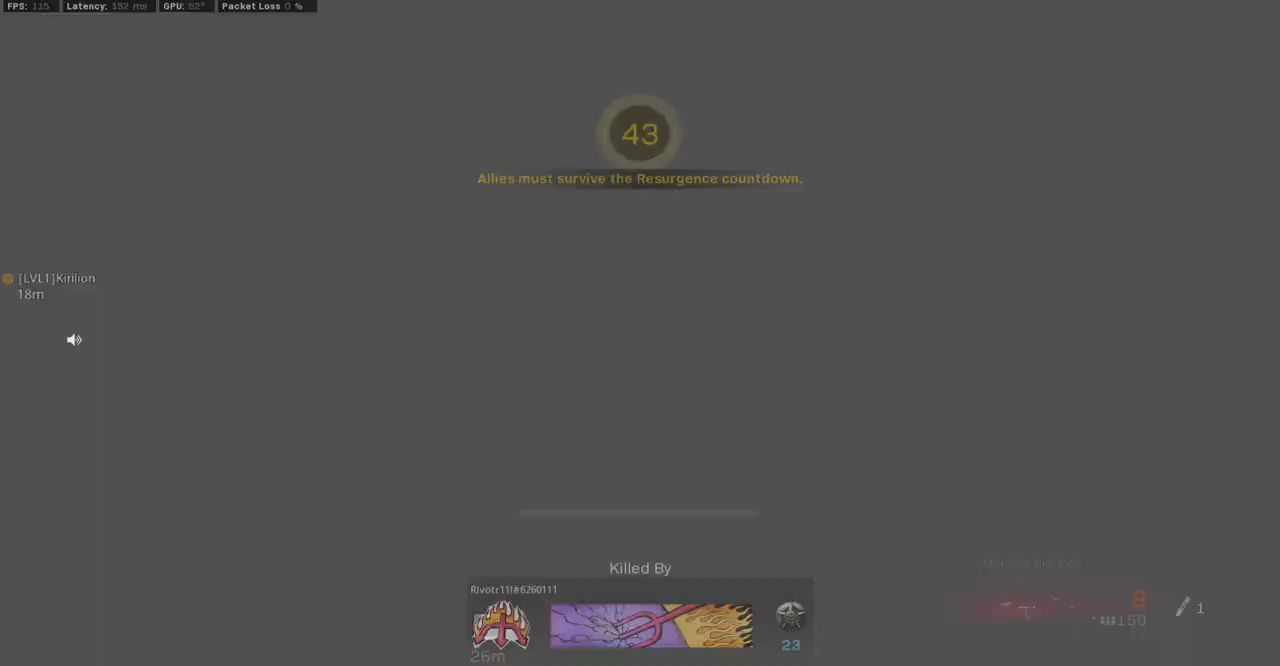 FPS: 115 Latency: 152 ms GPU: 52° Packet Loss 0 %
43
Allies must survive the Resurgence countdown.
[LVL1]Kirilion
18m
Killed By
Rivotr11!#6260111
26m
23
8
150
1